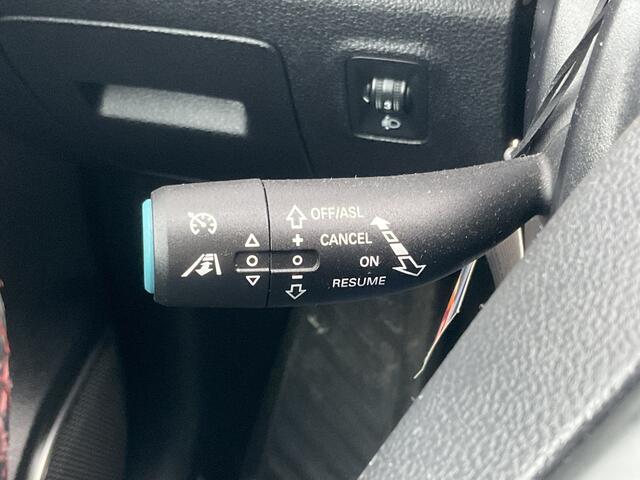 OFF/ASL
+ CANCEL
ON
− RESUME